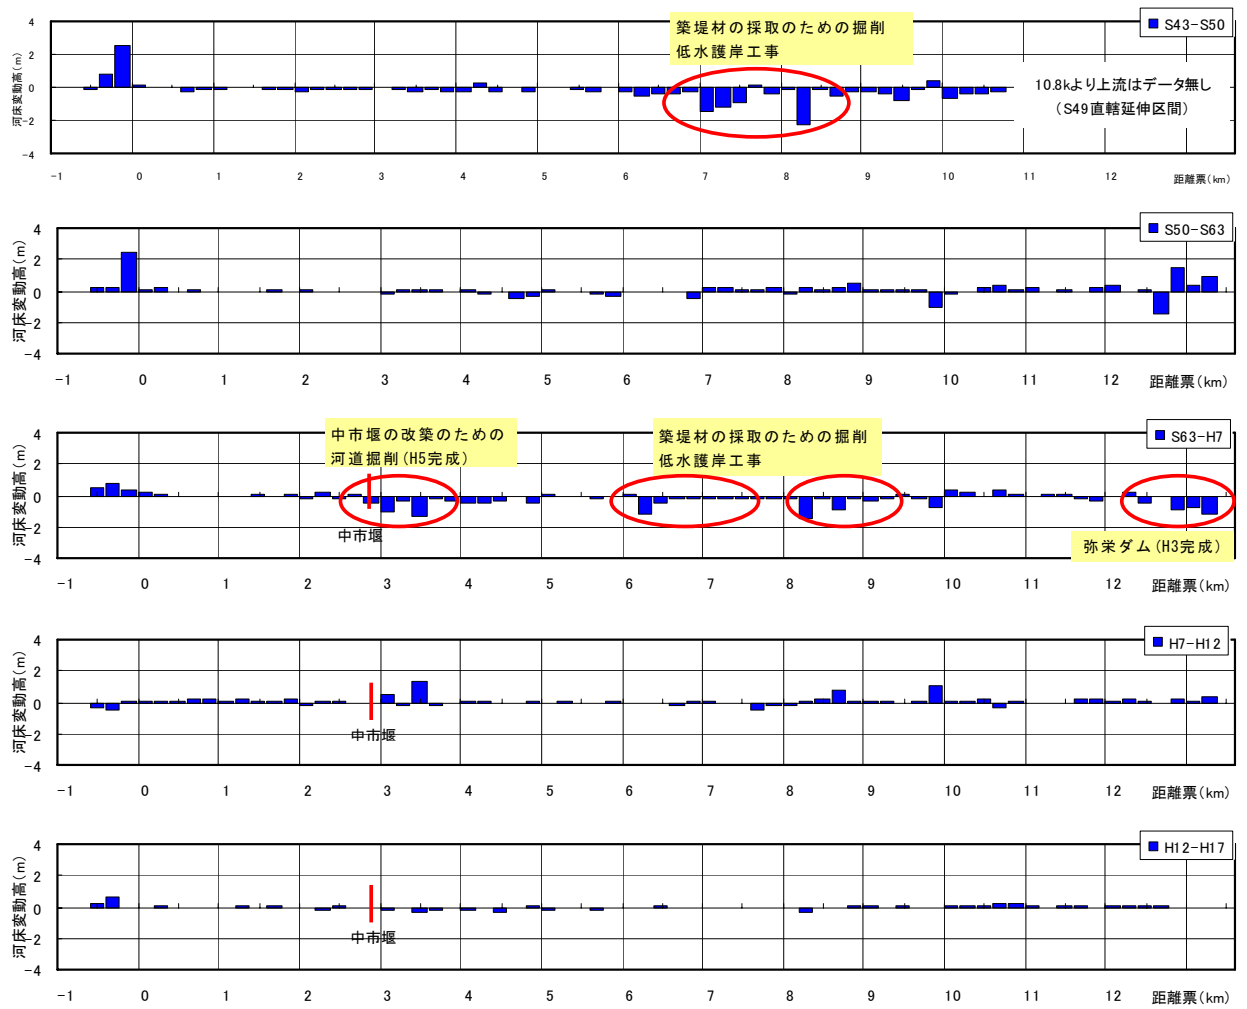 S43-S50
築堤材の採取のための掘削
低水護岸工事
10.8kより上流はデータ無し
(S49直轄延伸区間)
河床変動高(m)
4
2
0
-2
-4
-1 0 1 2 3 4 5 6 7 8 9 10 11 12 距離票(km)
S50-S63
河床変動高(m)
4
2
0
-2
-4
-1 0 1 2 3 4 5 6 7 8 9 10 11 12 距離票(km)
S63-H7
中市堰の改築のための
河道掘削(H5完成)
築堤材の採取のための掘削
低水護岸工事
中市堰
弥栄ダム(H3完成)
河床変動高(m)
4
2
0
-2
-4
-1 0 1 2 3 4 5 6 7 8 9 10 11 12 距離票(km)
H7-H12
中市堰
河床変動高(m)
4
2
0
-2
-4
-1 0 1 2 3 4 5 6 7 8 9 10 11 12 距離票(km)
H12-H17
中市堰
河床変動高(m)
4
2
0
-2
-4
-1 0 1 2 3 4 5 6 7 8 9 10 11 12 距離票(km)